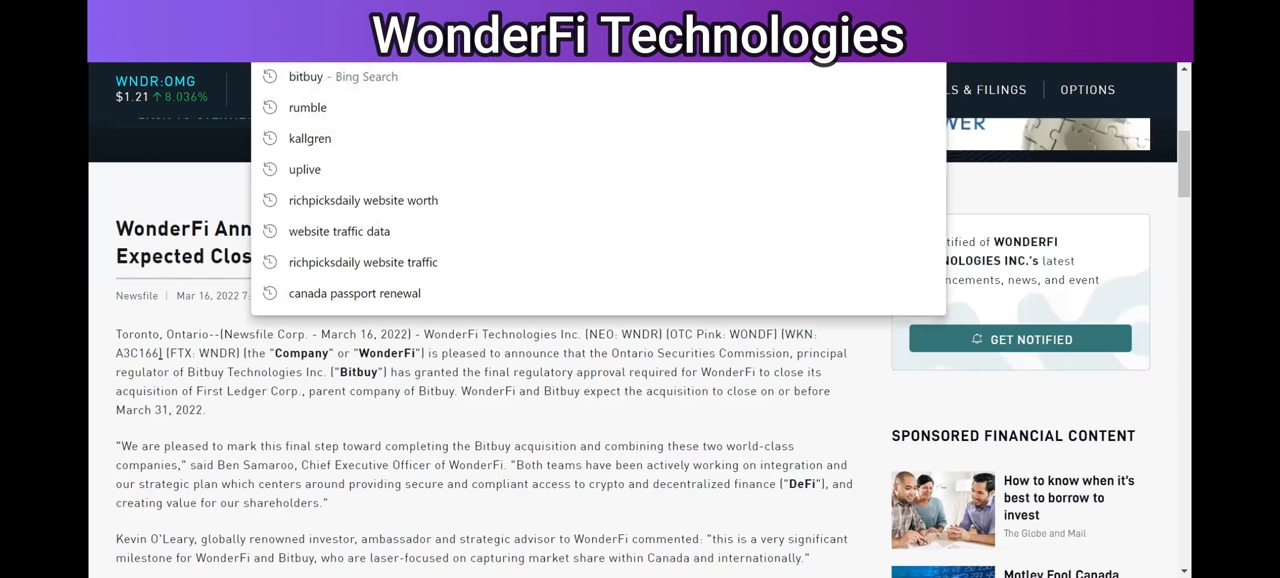 WonderFi Technologies
WNDR:OMG
$1.21 ↑ 8.036%
bitbuy - Bing Search
rumble
kallgren
uplive
richpicksdaily website worth
website traffic data
richpicksdaily website traffic
canada passport renewal
LS & FILINGS
OPTIONS
WER
WonderFi Ann
Expected Clos
Newsfile
Mar 16, 2022 7:
Toronto, Ontario--(Newsfile Corp. - March 16, 2022) - WonderFi Technologies Inc. (NEO: WNDR) (OTC Pink: WONDF) (WKN:
A3C166) (FTX: WNDR) (the "Company" or "WonderFi") is pleased to announce that the Ontario Securities Commission, principal
regulator of Bitbuy Technologies Inc. ("Bitbuy") has granted the final regulatory approval required for WonderFi to close its
acquisition of First Ledger Corp., parent company of Bitbuy. WonderFi and Bitbuy expect the acquisition to close on or before
March 31, 2022.
"We are pleased to mark this final step toward completing the Bitbuy acquisition and combining these two world-class
companies," said Ben Samaroo, Chief Executive Officer of WonderFi. "Both teams have been actively working on integration and
our strategic plan which centers around providing secure and compliant access to crypto and decentralized finance ("DeFi"), and
creating value for our shareholders."
Kevin O'Leary, globally renowned investor, ambassador and strategic advisor to WonderFi commented: "this is a very significant
milestone for WonderFi and Bitbuy, who are laser-focused on capturing market share within Canada and internationally."
tified of WONDERFI
NOLOGIES INC.'s latest
ncements, news, and event
GET NOTIFIED
SPONSORED FINANCIAL CONTENT
How to know when it's
best to borrow to
invest
The Globe and Mail
Motley Fool Canada